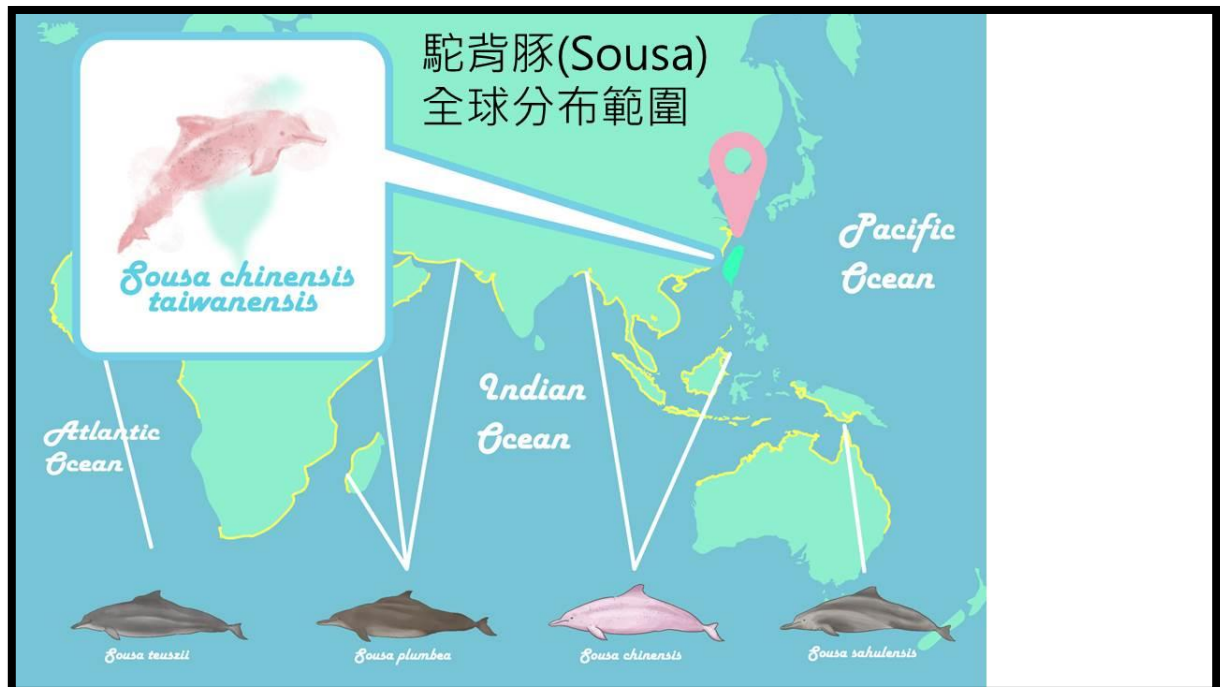 駝背豚(Sousa)
全球分布範圍
Sousa chinensis
taiwanensis
Pacific
Ocean
Indian
Ocean
Atlantic
Ocean
Sousa teuszii
Sousa plumbea
Sousa chinensis
Sousa sahulensis